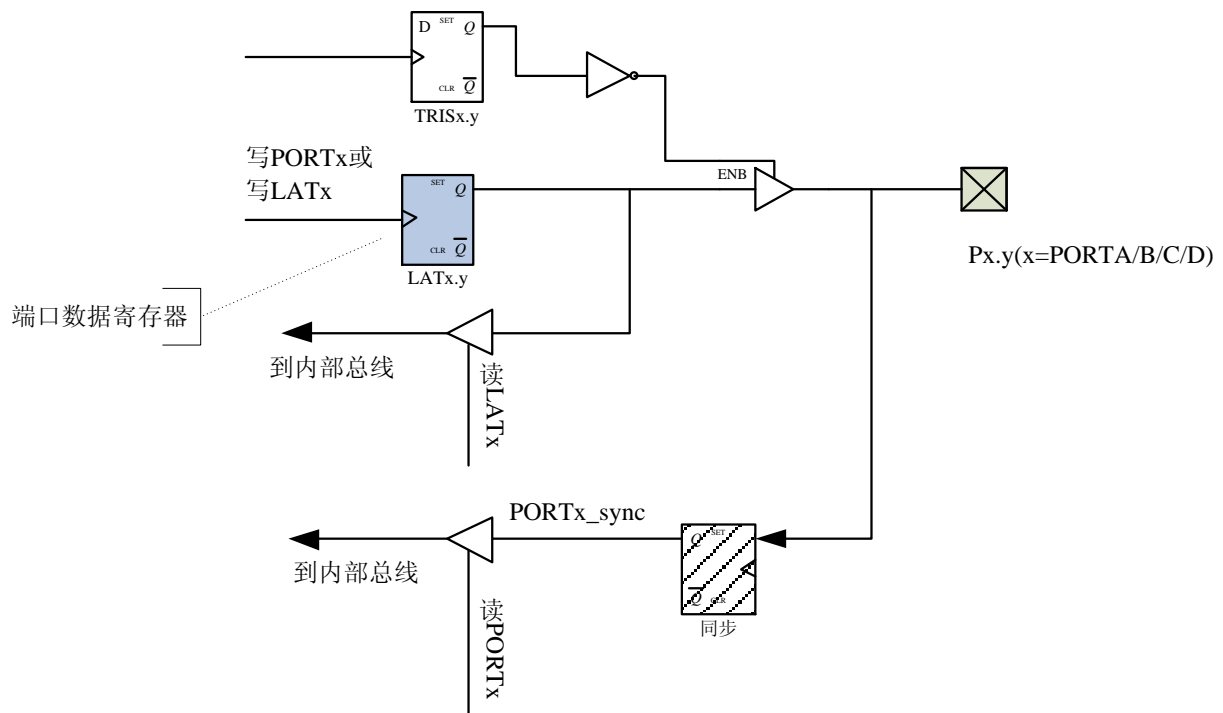 D SET Q
CLR Q̅
TRISx.y
写PORTx或
写LATx
SET Q
CLR Q̅
LATx.y
ENB
Px.y(x=PORTA/B/C/D)
端口数据寄存器
到内部总线
读LATx
PORTx_sync
Q SET
Q̅ CLR
同步
到内部总线
读PORTx